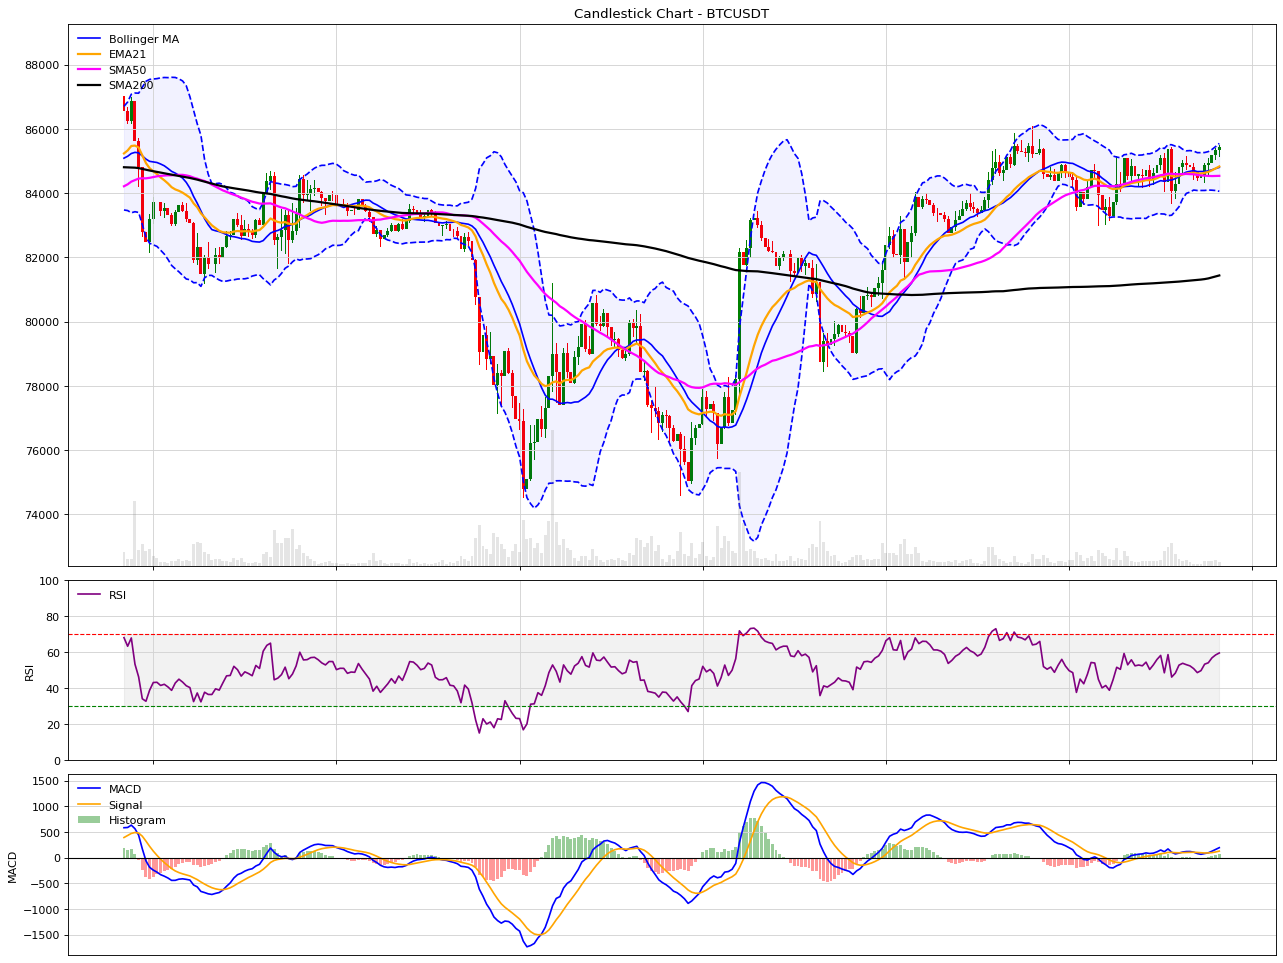 Candlestick Chart - BTCUSDT
Bollinger MA
EMA21
SMA50
SMA200
88000
86000
84000
82000
80000
78000
76000
74000
RSI
100
80
60
40
20
0
RSI
MACD
Signal
Histogram
1500
1000
500
0
−500
−1000
−1500
MACD